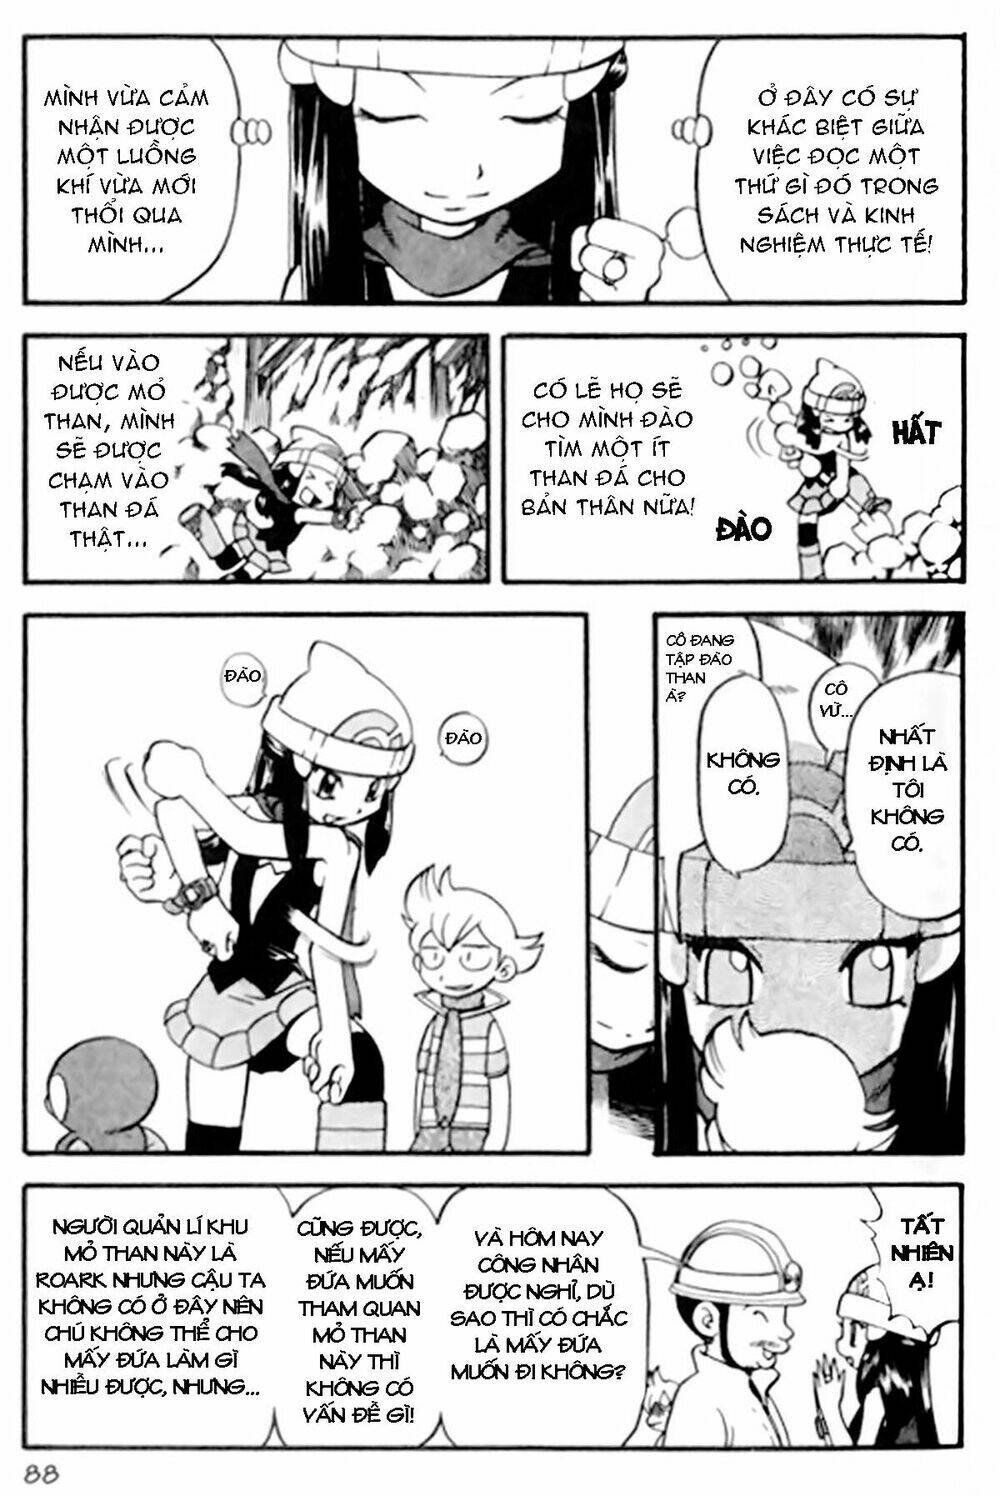 MÌNH VỪA CẢM
NHẬN ĐƯỢC
MỘT LUỒNG
KHÍ VỪA MỚI
THỔI QUA
MÌNH...
Ở ĐÂY CÓ SỰ
KHÁC BIỆT GIỮA
VIỆC ĐỌC MỘT
THỨ GÌ ĐÓ TRONG
SÁCH VÀ KINH
NGHIỆM THỰC TẾ!
NẾU VÀO
ĐƯỢC MỎ
THAN, MÌNH
SẼ ĐƯỢC
CHẠM VÀO
THAN ĐÁ
THẬT...
CÓ LẼ HỌ SẼ
CHO MÌNH ĐÀO
TÌM MỘT ÍT
THAN ĐÁ CHO
BẢN THÂN NỮA!
HẤT
ĐÀO
ĐÀO
ĐÀO
CÔ ĐANG
TẬP ĐÀO
THAN
À?
KHÔNG
CÓ.
CÔ
VỪ...
NHẤT
ĐỊNH LÀ
TÔI
KHÔNG
CÓ.
NGƯỜI QUẢN LÍ KHU
MỎ THAN NÀY LÀ
ROARK NHƯNG CẬU TA
KHÔNG CÓ Ở ĐÂY NÊN
CHÚ KHÔNG THỂ CHO
MẤY ĐỨA LÀM GÌ
NHIỀU ĐƯỢC, NHƯNG...
CŨNG ĐƯỢC,
NẾU MẤY
ĐỨA MUỐN
THAM QUAN
MỎ THAN
NÀY THÌ
KHÔNG CÓ
VẤN ĐỀ GÌ!
VÀ HÔM NAY
CÔNG NHÂN
ĐƯỢC NGHỈ, DÙ
SAO THÌ CÓ CHẮC
LÀ MẤY ĐỨA
MUỐN ĐI KHÔNG?
TẤT
NHIÊN
Ạ!
88